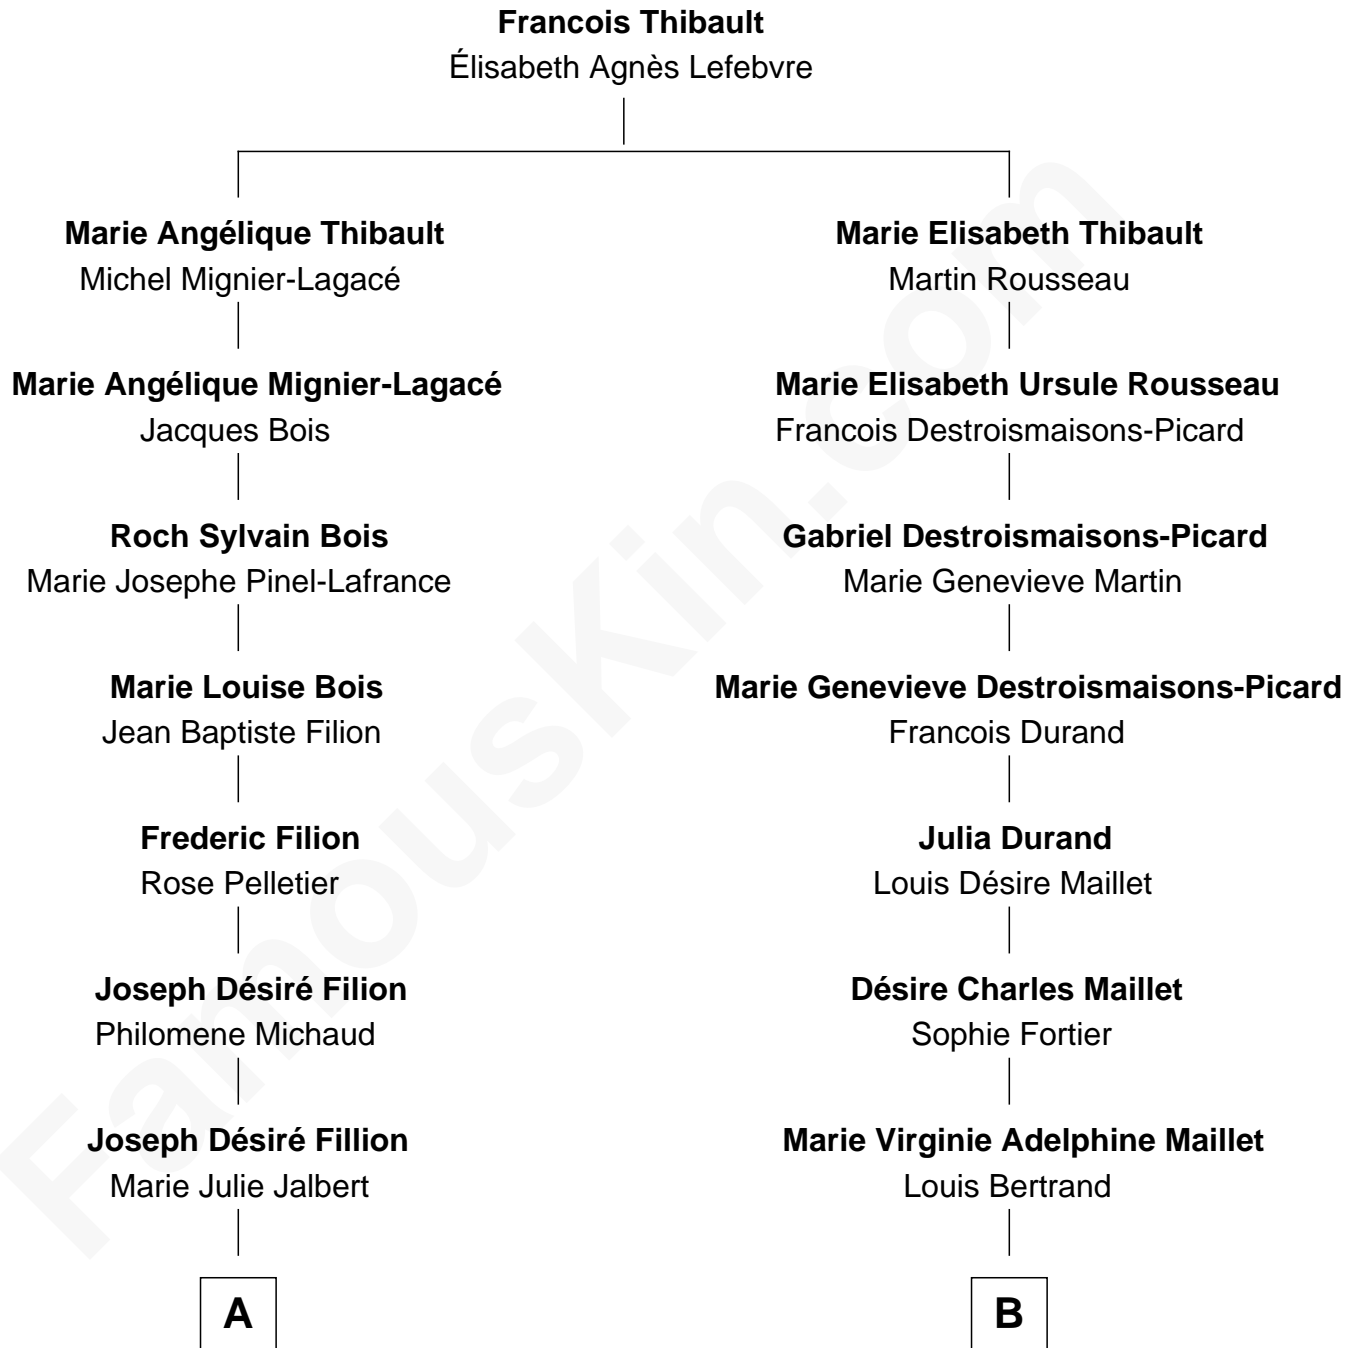 Francois Thibault
Élisabeth Agnès Lefebvre
Marie Angélique Thibault
Michel Mignier-Lagacé
Marie Angélique Mignier-Lagacé
Jacques Bois
Roch Sylvain Bois
Marie Josephe Pinel-Lafrance
Marie Louise Bois
Jean Baptiste Filion
Frederic Filion
Rose Pelletier
Joseph Désiré Filion
Philomene Michaud
Joseph Désiré Fillion
Marie Julie Jalbert
A
Marie Elisabeth Thibault
Martin Rousseau
Marie Elisabeth Ursule Rousseau
Francois Destroismaisons-Picard
Gabriel Destroismaisons-Picard
Marie Genevieve Martin
Marie Genevieve Destroismaisons-Picard
Francois Durand
Julia Durand
Louis Désire Maillet
Désire Charles Maillet
Sophie Fortier
Marie Virginie Adelphine Maillet
Louis Bertrand
B
FamousKin.com